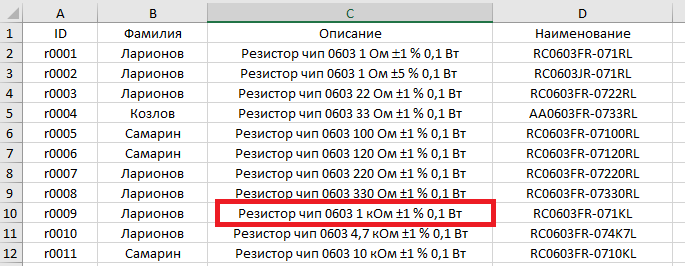 A B C D
1 ID Фамилия Описание Наименование
2 r0001 Ларионов Резистор чип 0603 1 Ом ±1 % 0,1 Вт RC0603FR-071RL
3 r0002 Ларионов Резистор чип 0603 1 Ом ±5 % 0,1 Вт RC0603JR-071RL
4 r0003 Ларионов Резистор чип 0603 22 Ом ±1 % 0,1 Вт RC0603FR-0722RL
5 r0004 Козлов Резистор чип 0603 33 Ом ±1 % 0,1 Вт AA0603FR-0733RL
6 r0005 Самарин Резистор чип 0603 100 Ом ±1 % 0,1 Вт RC0603FR-07100RL
7 r0006 Самарин Резистор чип 0603 120 Ом ±1 % 0,1 Вт RC0603FR-07120RL
8 r0007 Ларионов Резистор чип 0603 220 Ом ±1 % 0,1 Вт RC0603FR-07220RL
9 r0008 Ларионов Резистор чип 0603 330 Ом ±1 % 0,1 Вт RC0603FR-07330RL
10 r0009 Ларионов Резистор чип 0603 1 кОм ±1 % 0,1 Вт RC0603FR-071KL
11 r0010 Ларионов Резистор чип 0603 4,7 кОм ±1 % 0,1 Вт RC0603FR-074K7L
12 r0011 Самарин Резистор чип 0603 10 кОм ±1 % 0,1 Вт RC0603FR-0710KL